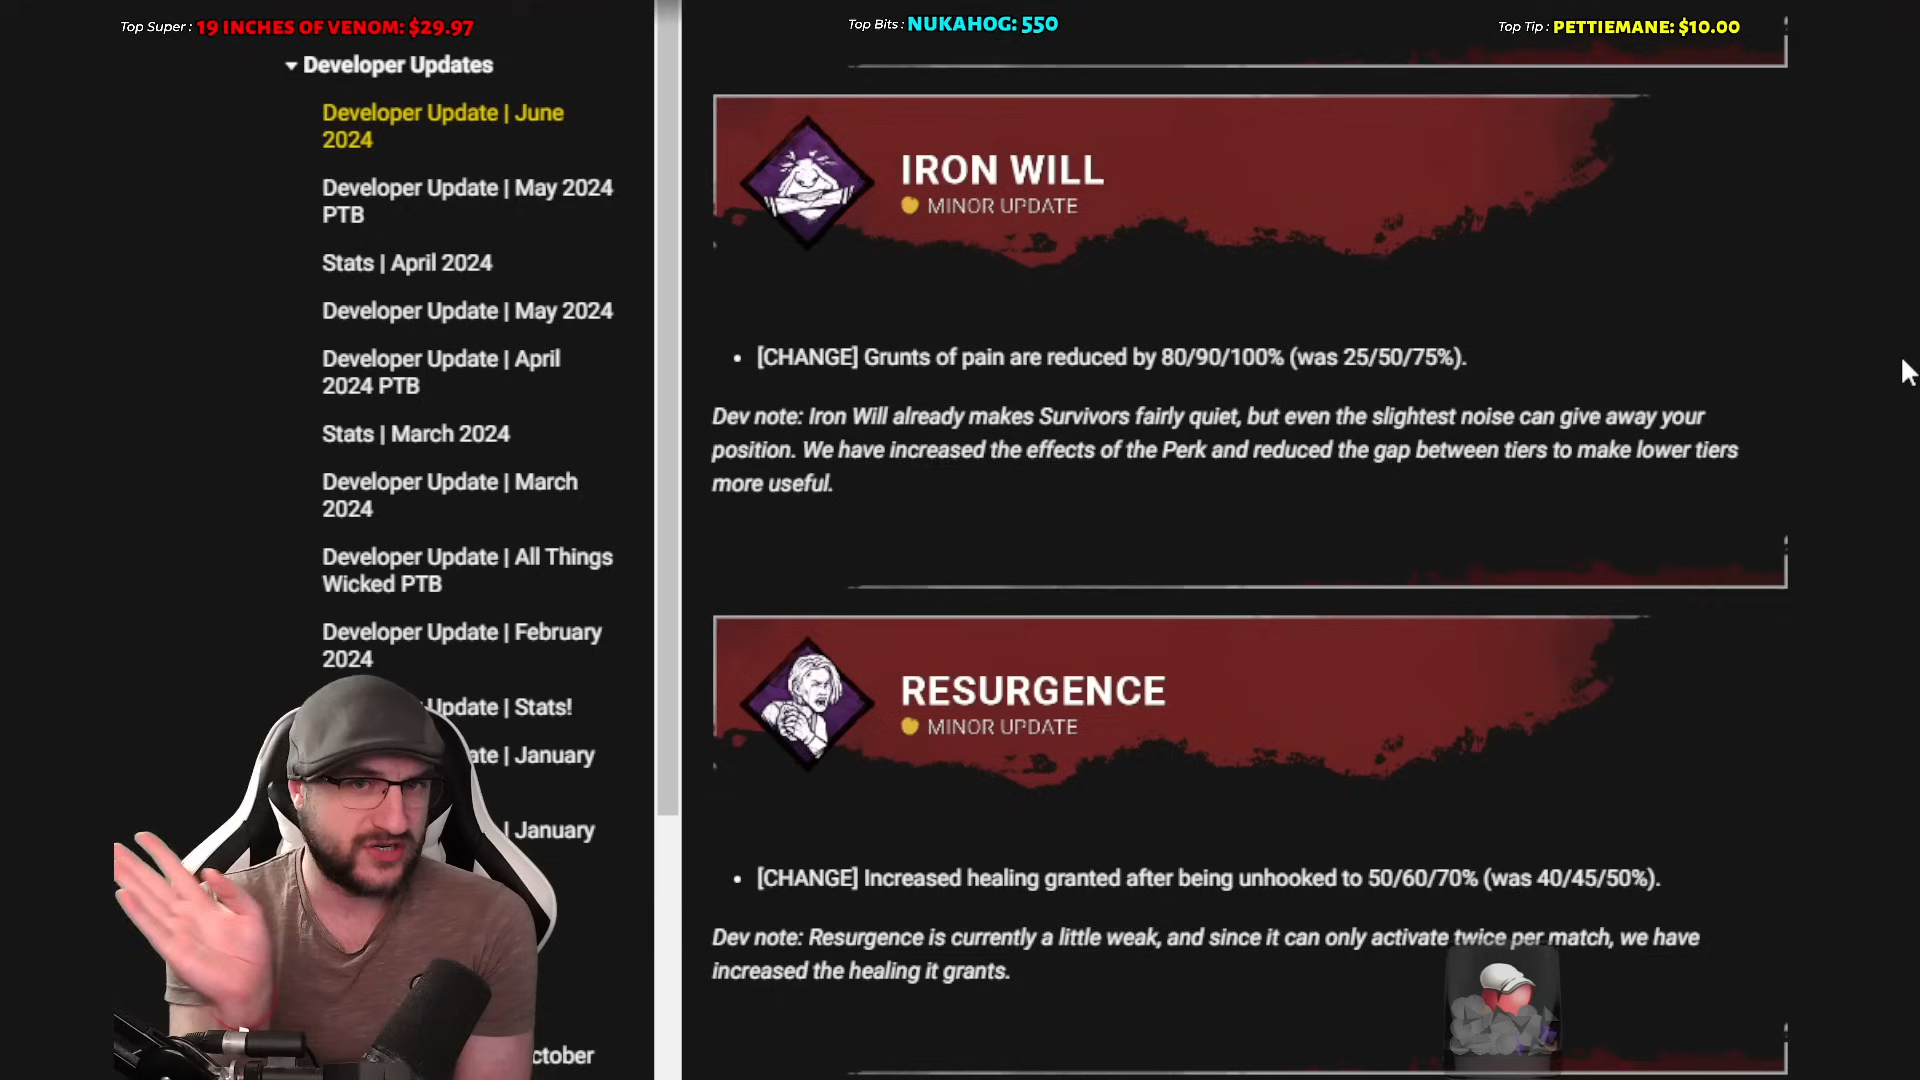 Top Super : 19 INCHES OF VENOM: $29.97
Top Bits : NUKAHOG: 550
Top Tip : PETTIEMANE: $10.00
Developer Updates
Developer Update | June
2024
Developer Update | May 2024
PTB
Stats | April 2024
Developer Update | May 2024
Developer Update | April
2024 PTB
Stats | March 2024
Developer Update | March
2024
Developer Update | All Things
Wicked PTB
Developer Update | February
2024
Update | Stats!
ate | January
| January
ctober
IRON WILL
MINOR UPDATE
• [CHANGE] Grunts of pain are reduced by 80/90/100% (was 25/50/75%).
Dev note: Iron Will already makes Survivors fairly quiet, but even the slightest noise can give away your
position. We have increased the effects of the Perk and reduced the gap between tiers to make lower tiers
more useful.
RESURGENCE
MINOR UPDATE
• [CHANGE] Increased healing granted after being unhooked to 50/60/70% (was 40/45/50%).
Dev note: Resurgence is currently a little weak, and since it can only activate twice per match, we have
increased the healing it grants.